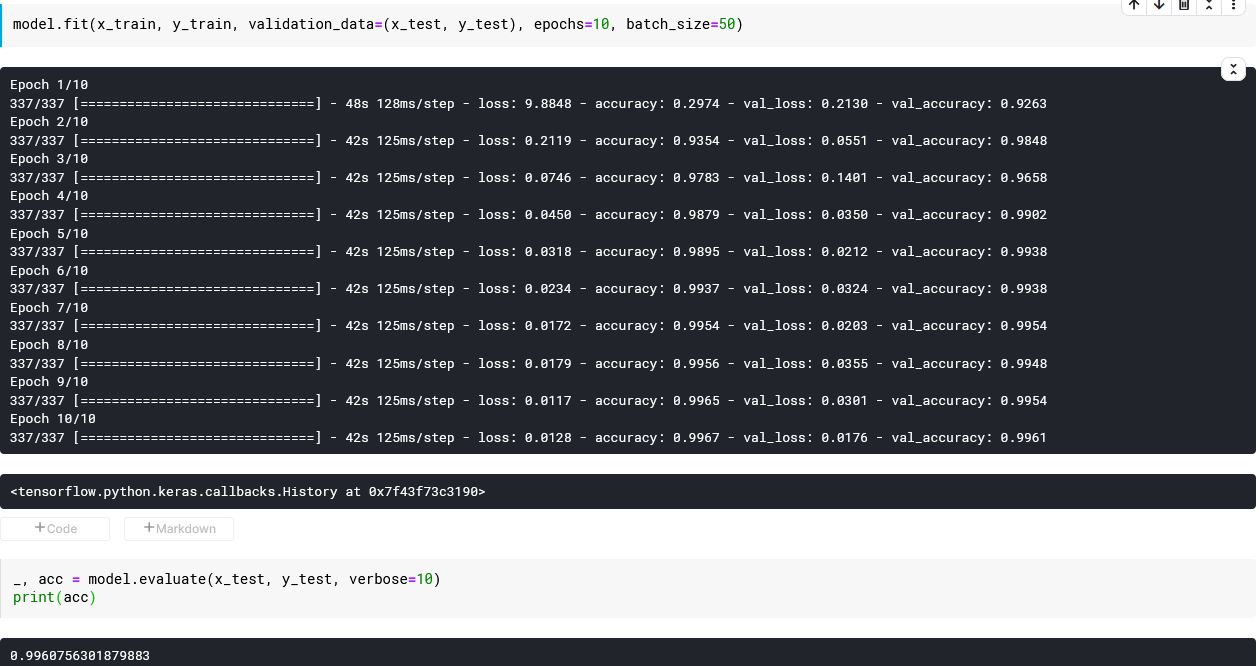 model.fit(x_train, y_train, validation_data=(x_test, y_test), epochs=10, batch_size=50)
Epoch 1/10
337/337 [==============================] - 48s 128ms/step - loss: 9.8848 - accuracy: 0.2974 - val_loss: 0.2130 - val_accuracy: 0.9263
Epoch 2/10
337/337 [==============================] - 42s 125ms/step - loss: 0.2119 - accuracy: 0.9354 - val_loss: 0.0551 - val_accuracy: 0.9848
Epoch 3/10
337/337 [==============================] - 42s 125ms/step - loss: 0.0746 - accuracy: 0.9783 - val_loss: 0.1401 - val_accuracy: 0.9658
Epoch 4/10
337/337 [==============================] - 42s 125ms/step - loss: 0.0450 - accuracy: 0.9879 - val_loss: 0.0350 - val_accuracy: 0.9902
Epoch 5/10
337/337 [==============================] - 42s 125ms/step - loss: 0.0318 - accuracy: 0.9895 - val_loss: 0.0212 - val_accuracy: 0.9938
Epoch 6/10
337/337 [==============================] - 42s 125ms/step - loss: 0.0234 - accuracy: 0.9937 - val_loss: 0.0324 - val_accuracy: 0.9938
Epoch 7/10
337/337 [==============================] - 42s 125ms/step - loss: 0.0172 - accuracy: 0.9954 - val_loss: 0.0203 - val_accuracy: 0.9954
Epoch 8/10
337/337 [==============================] - 42s 125ms/step - loss: 0.0179 - accuracy: 0.9956 - val_loss: 0.0355 - val_accuracy: 0.9948
Epoch 9/10
337/337 [==============================] - 42s 125ms/step - loss: 0.0117 - accuracy: 0.9965 - val_loss: 0.0301 - val_accuracy: 0.9954
Epoch 10/10
337/337 [==============================] - 42s 125ms/step - loss: 0.0128 - accuracy: 0.9967 - val_loss: 0.0176 - val_accuracy: 0.9961
<tensorflow.python.keras.callbacks.History at 0x7f43f73c3190>
+Code +Markdown
_, acc = model.evaluate(x_test, y_test, verbose=10)
print(acc)
0.9960756301879883